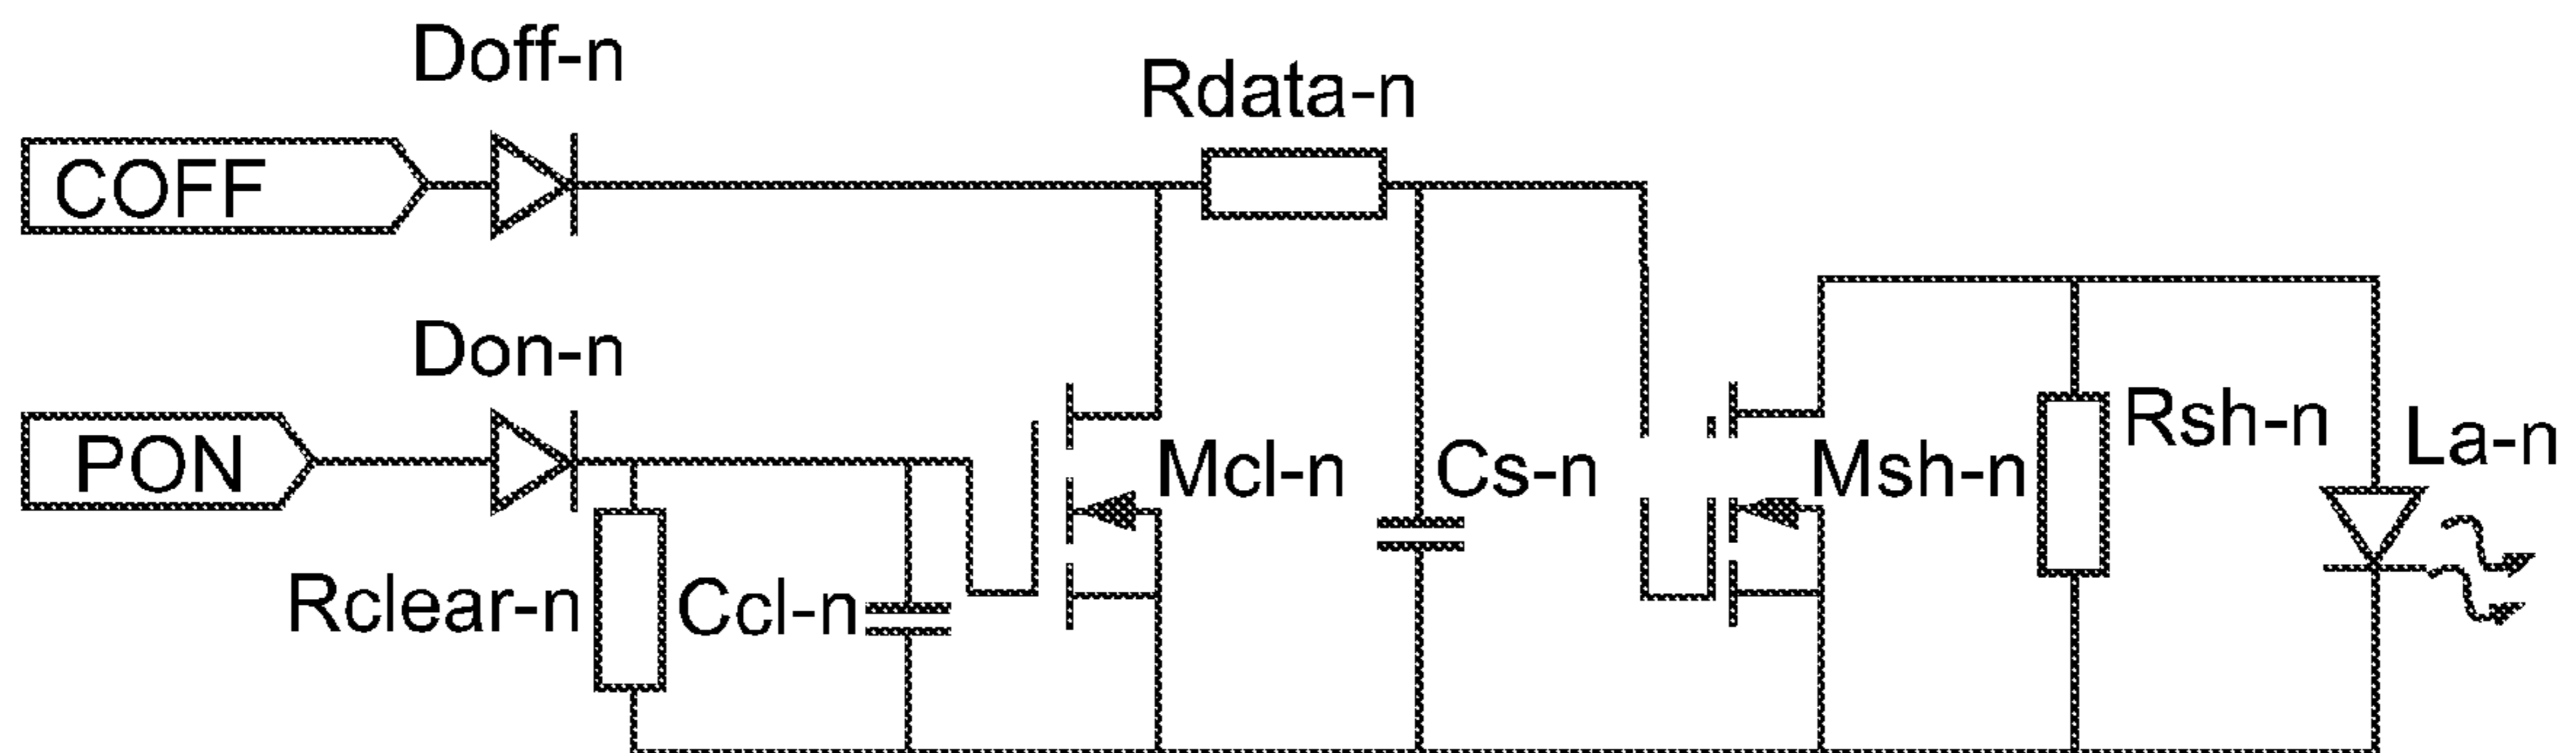 Doff-n
Rdata-n
COFF
Don-n
PON
Rclear-n
Ccl-n
Mcl-n
Cs-n
Msh-n
Rsh-n
La-n